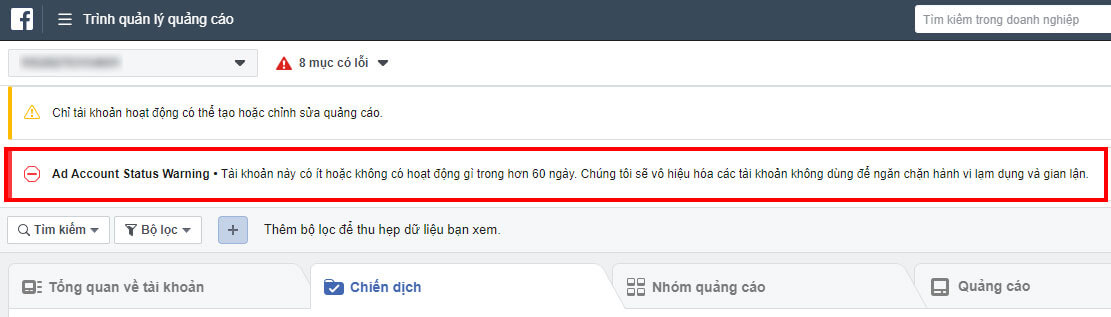 Trình quản lý quảng cáo
Tìm kiếm trong doanh nghiệp
8 mục có lỗi
Chỉ tài khoản hoạt động có thể tạo hoặc chỉnh sửa quảng cáo.
Ad Account Status Warning • Tài khoản này có ít hoặc không có hoạt động gì trong hơn 60 ngày. Chúng tôi sẽ vô hiệu hóa các tài khoản không dùng để ngăn chặn hành vi lạm dụng và gian lận.
Tìm kiếm
Bộ lọc
Thêm bộ lọc để thu hẹp dữ liệu bạn xem.
Tổng quan về tài khoản
Chiến dịch
Nhóm quảng cáo
Quảng cáo